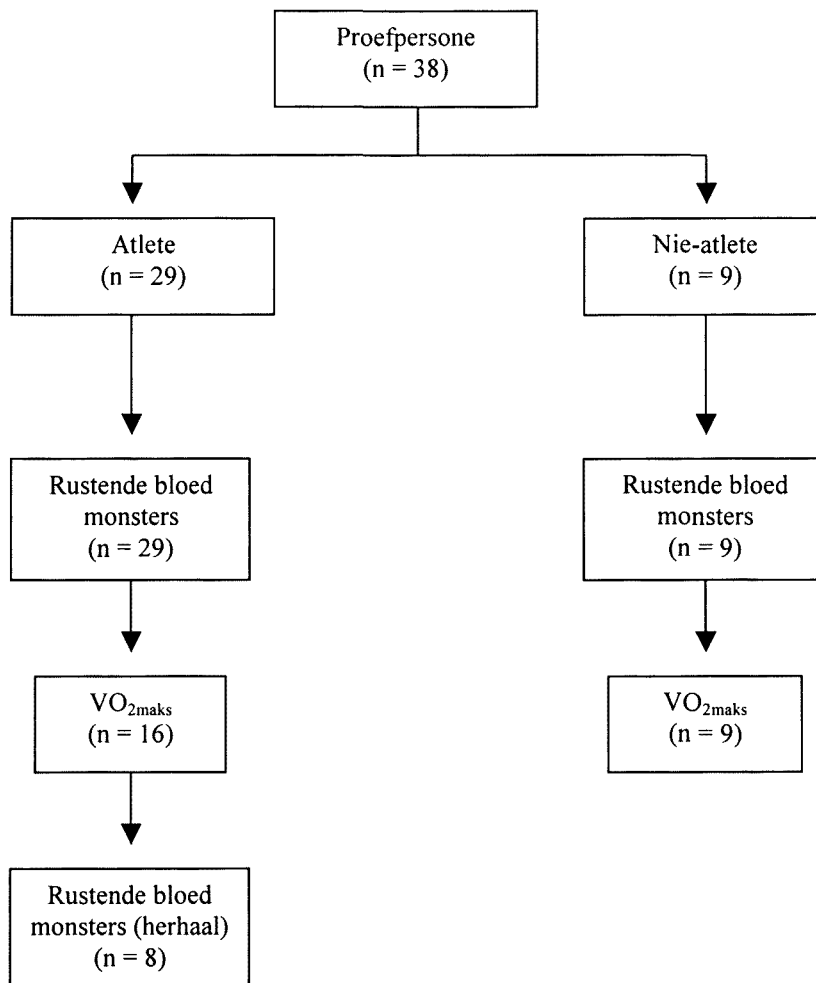 Proefpersone
(n = 38)
Atlete
(n = 29)
Nie-atlete
(n = 9)
Rustende bloed
monsters
(n = 29)
Rustende bloed
monsters
(n = 9)
VO₂maks
(n = 16)
VO₂maks
(n = 9)
Rustende bloed
monsters (herhaal)
(n = 8)